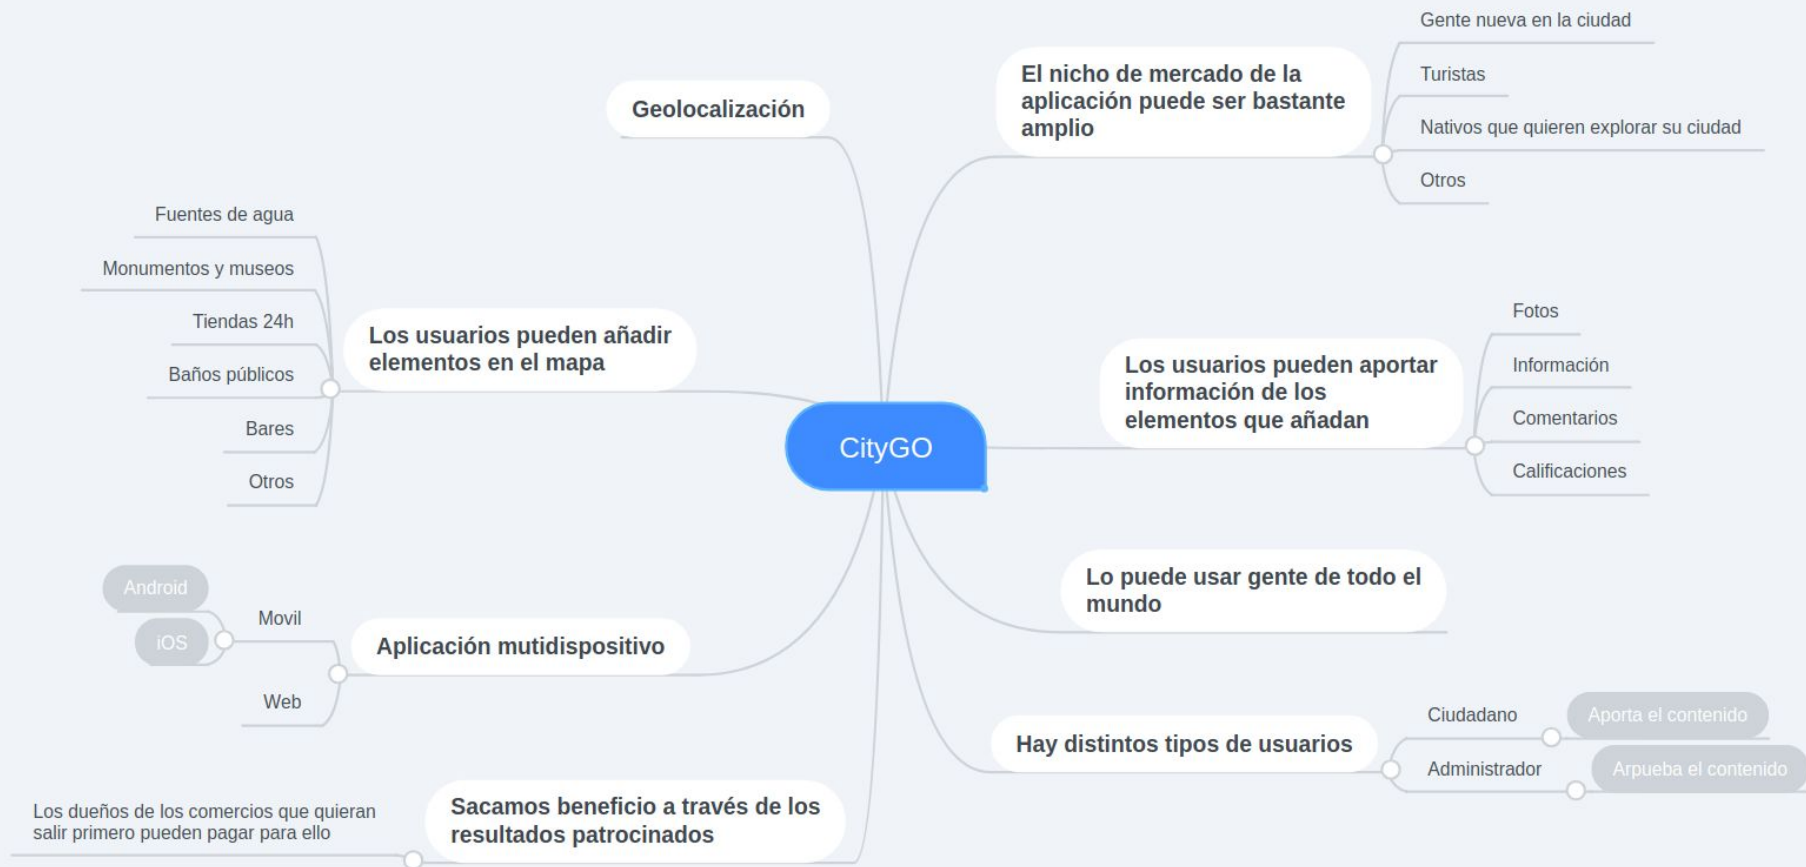 CityGO
Geolocalización
Los usuarios pueden añadir
elementos en el mapa
Fuentes de agua
Monumentos y museos
Tiendas 24h
Baños públicos
Bares
Otros
Aplicación mutidispositivo
Movil
Android
iOS
Web
Sacamos beneficio a través de los
resultados patrocinados
Los dueños de los comercios que quieran
salir primero pueden pagar para ello
El nicho de mercado de la
aplicación puede ser bastante
amplio
Gente nueva en la ciudad
Turistas
Nativos que quieren explorar su ciudad
Otros
Los usuarios pueden aportar
información de los
elementos que añadan
Fotos
Información
Comentarios
Calificaciones
Lo puede usar gente de todo el
mundo
Hay distintos tipos de usuarios
Ciudadano
Aporta el contenido
Administrador
Arpueba el contenido